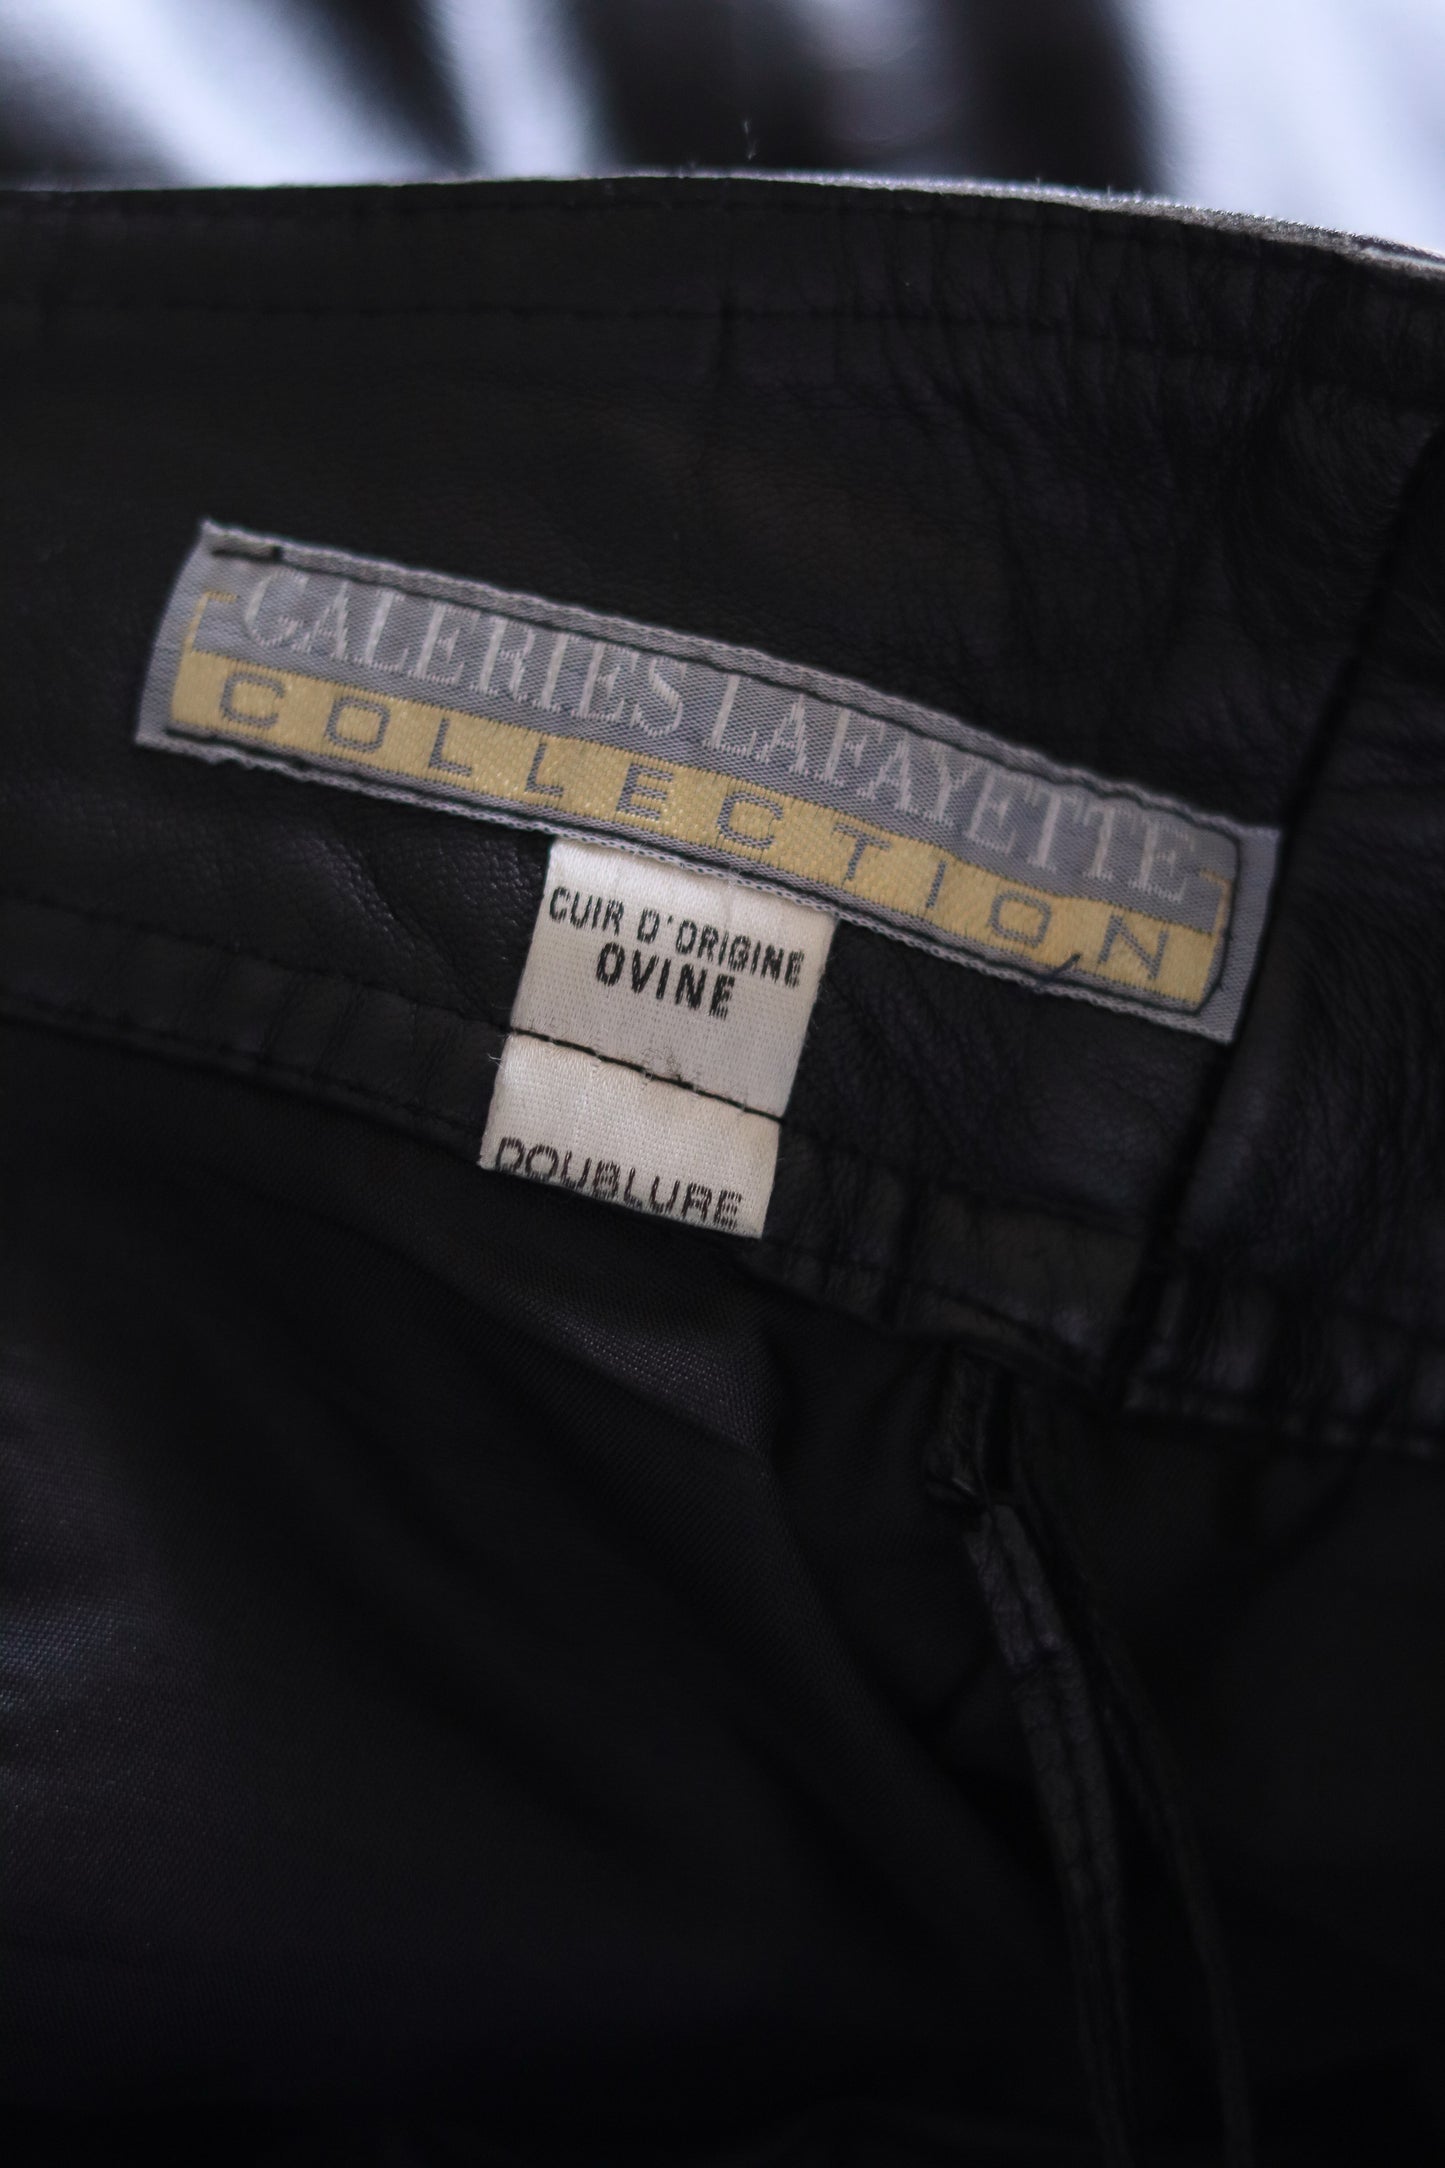 GALERIES LAFAYETTE
COLLECTION
CUIR D'ORIGINE
OVINE
DOUBLURE